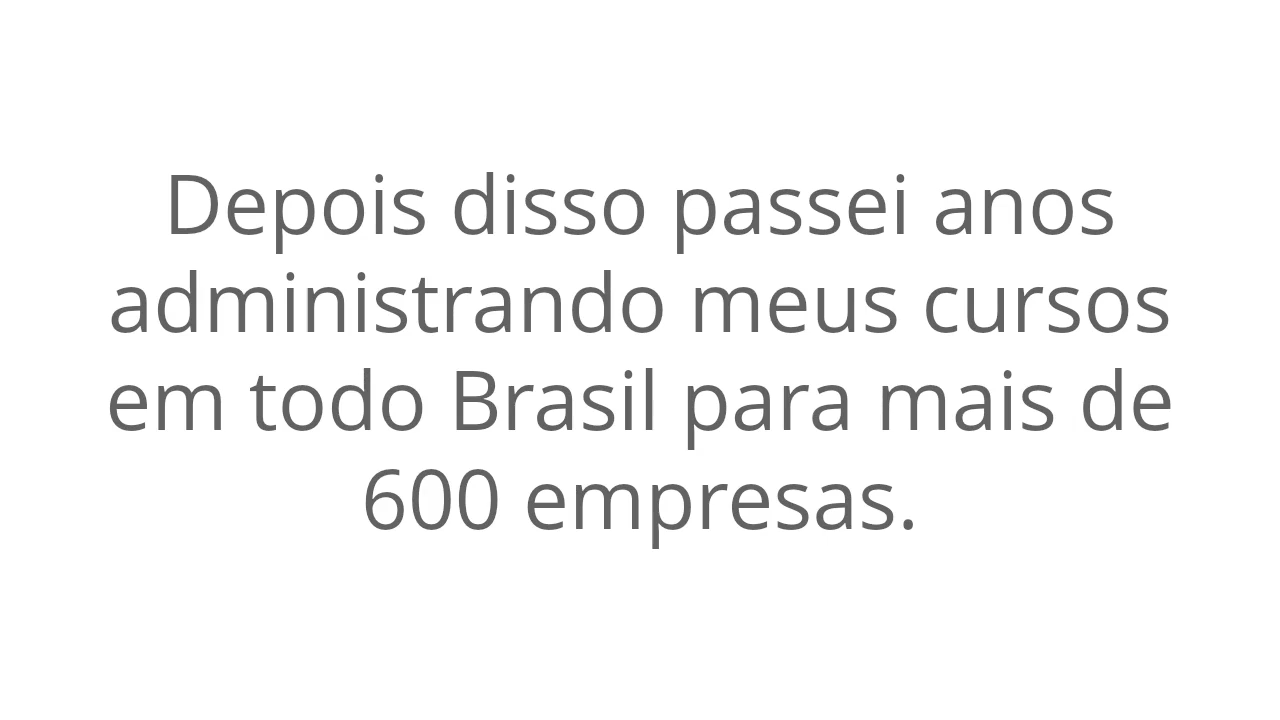 Depois disso passei anos
administrando meus cursos
em todo Brasil para mais de
600 empresas.